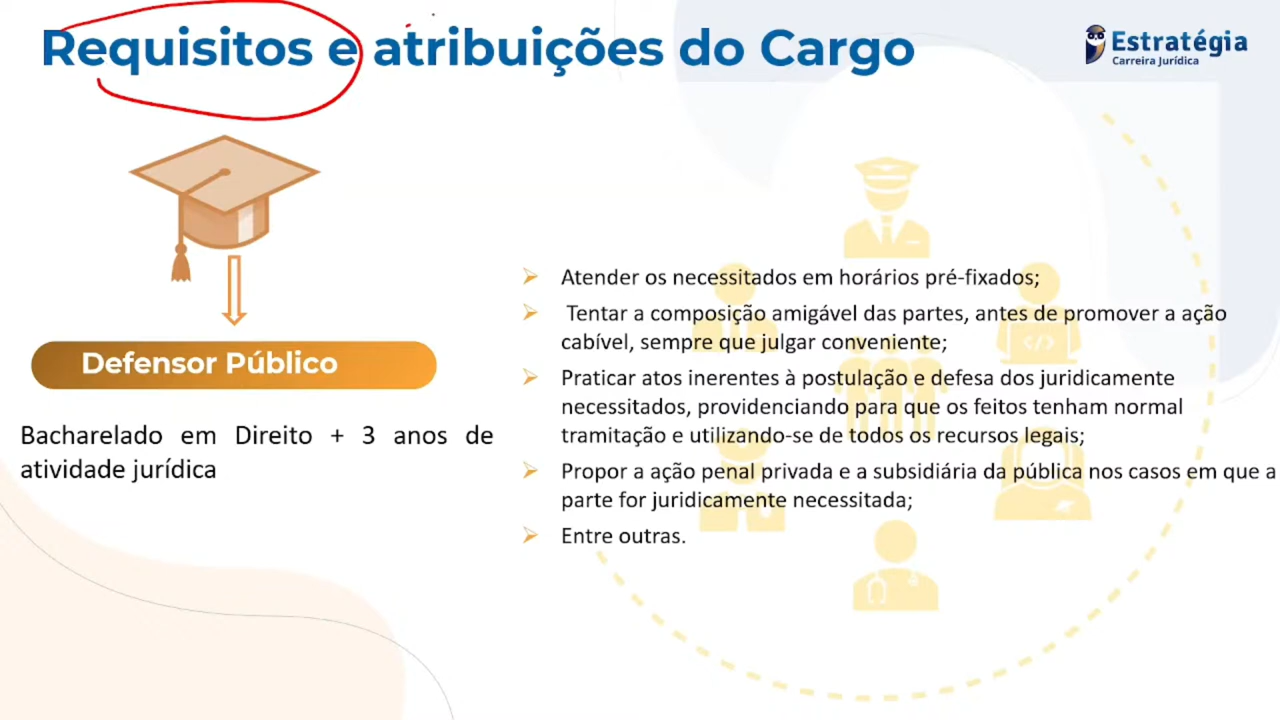 Requisitos e atribuições do Cargo
Estratégia
Carreira Jurídica
Defensor Público
Bacharelado em Direito + 3 anos de
atividade jurídica
Atender os necessitados em horários pré-fixados;
Tentar a composição amigável das partes, antes de promover a ação
cabível, sempre que julgar conveniente;
Praticar atos inerentes à postulação e defesa dos juridicamente
necessitados, providenciando para que os feitos tenham normal
tramitação e utilizando-se de todos os recursos legais;
Propor a ação penal privada e a subsidiária da pública nos casos em que a
parte for juridicamente necessitada;
Entre outras.